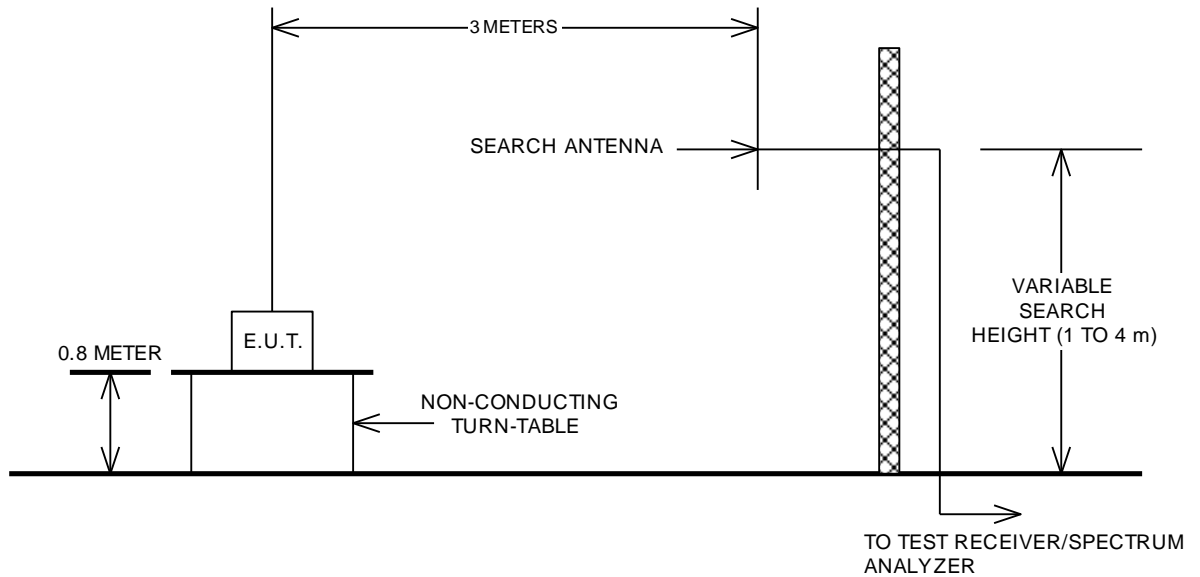 3 METERS
SEARCH ANTENNA
VARIABLE
SEARCH
HEIGHT (1 TO 4 m)
E.U.T.
0.8 METER
NON-CONDUCTING
TURN-TABLE
TO TEST RECEIVER/SPECTRUM
ANALYZER